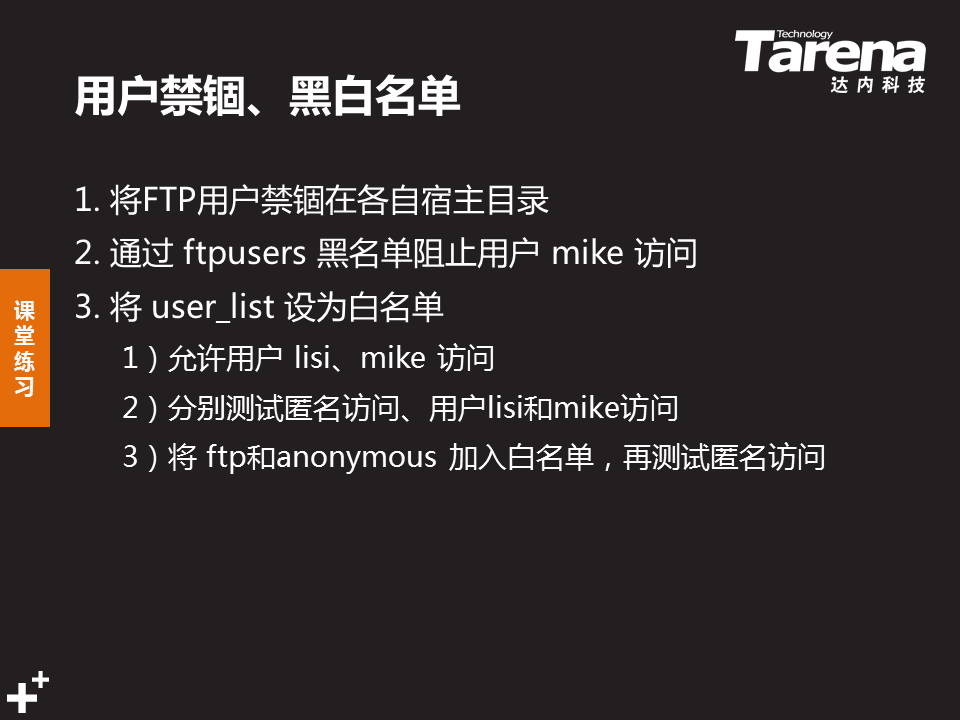 Technology
Tarena
达内科技
用户禁锢、黑白名单
1. 将FTP用户禁锢在各自宿主目录
2. 通过 ftpusers 黑名单阻止用户 mike 访问
3. 将 user_list 设为白名单
1）允许用户 lisi、mike 访问
2）分别测试匿名访问、用户lisi和mike访问
3）将 ftp和anonymous 加入白名单，再测试匿名访问
课
堂
练
习